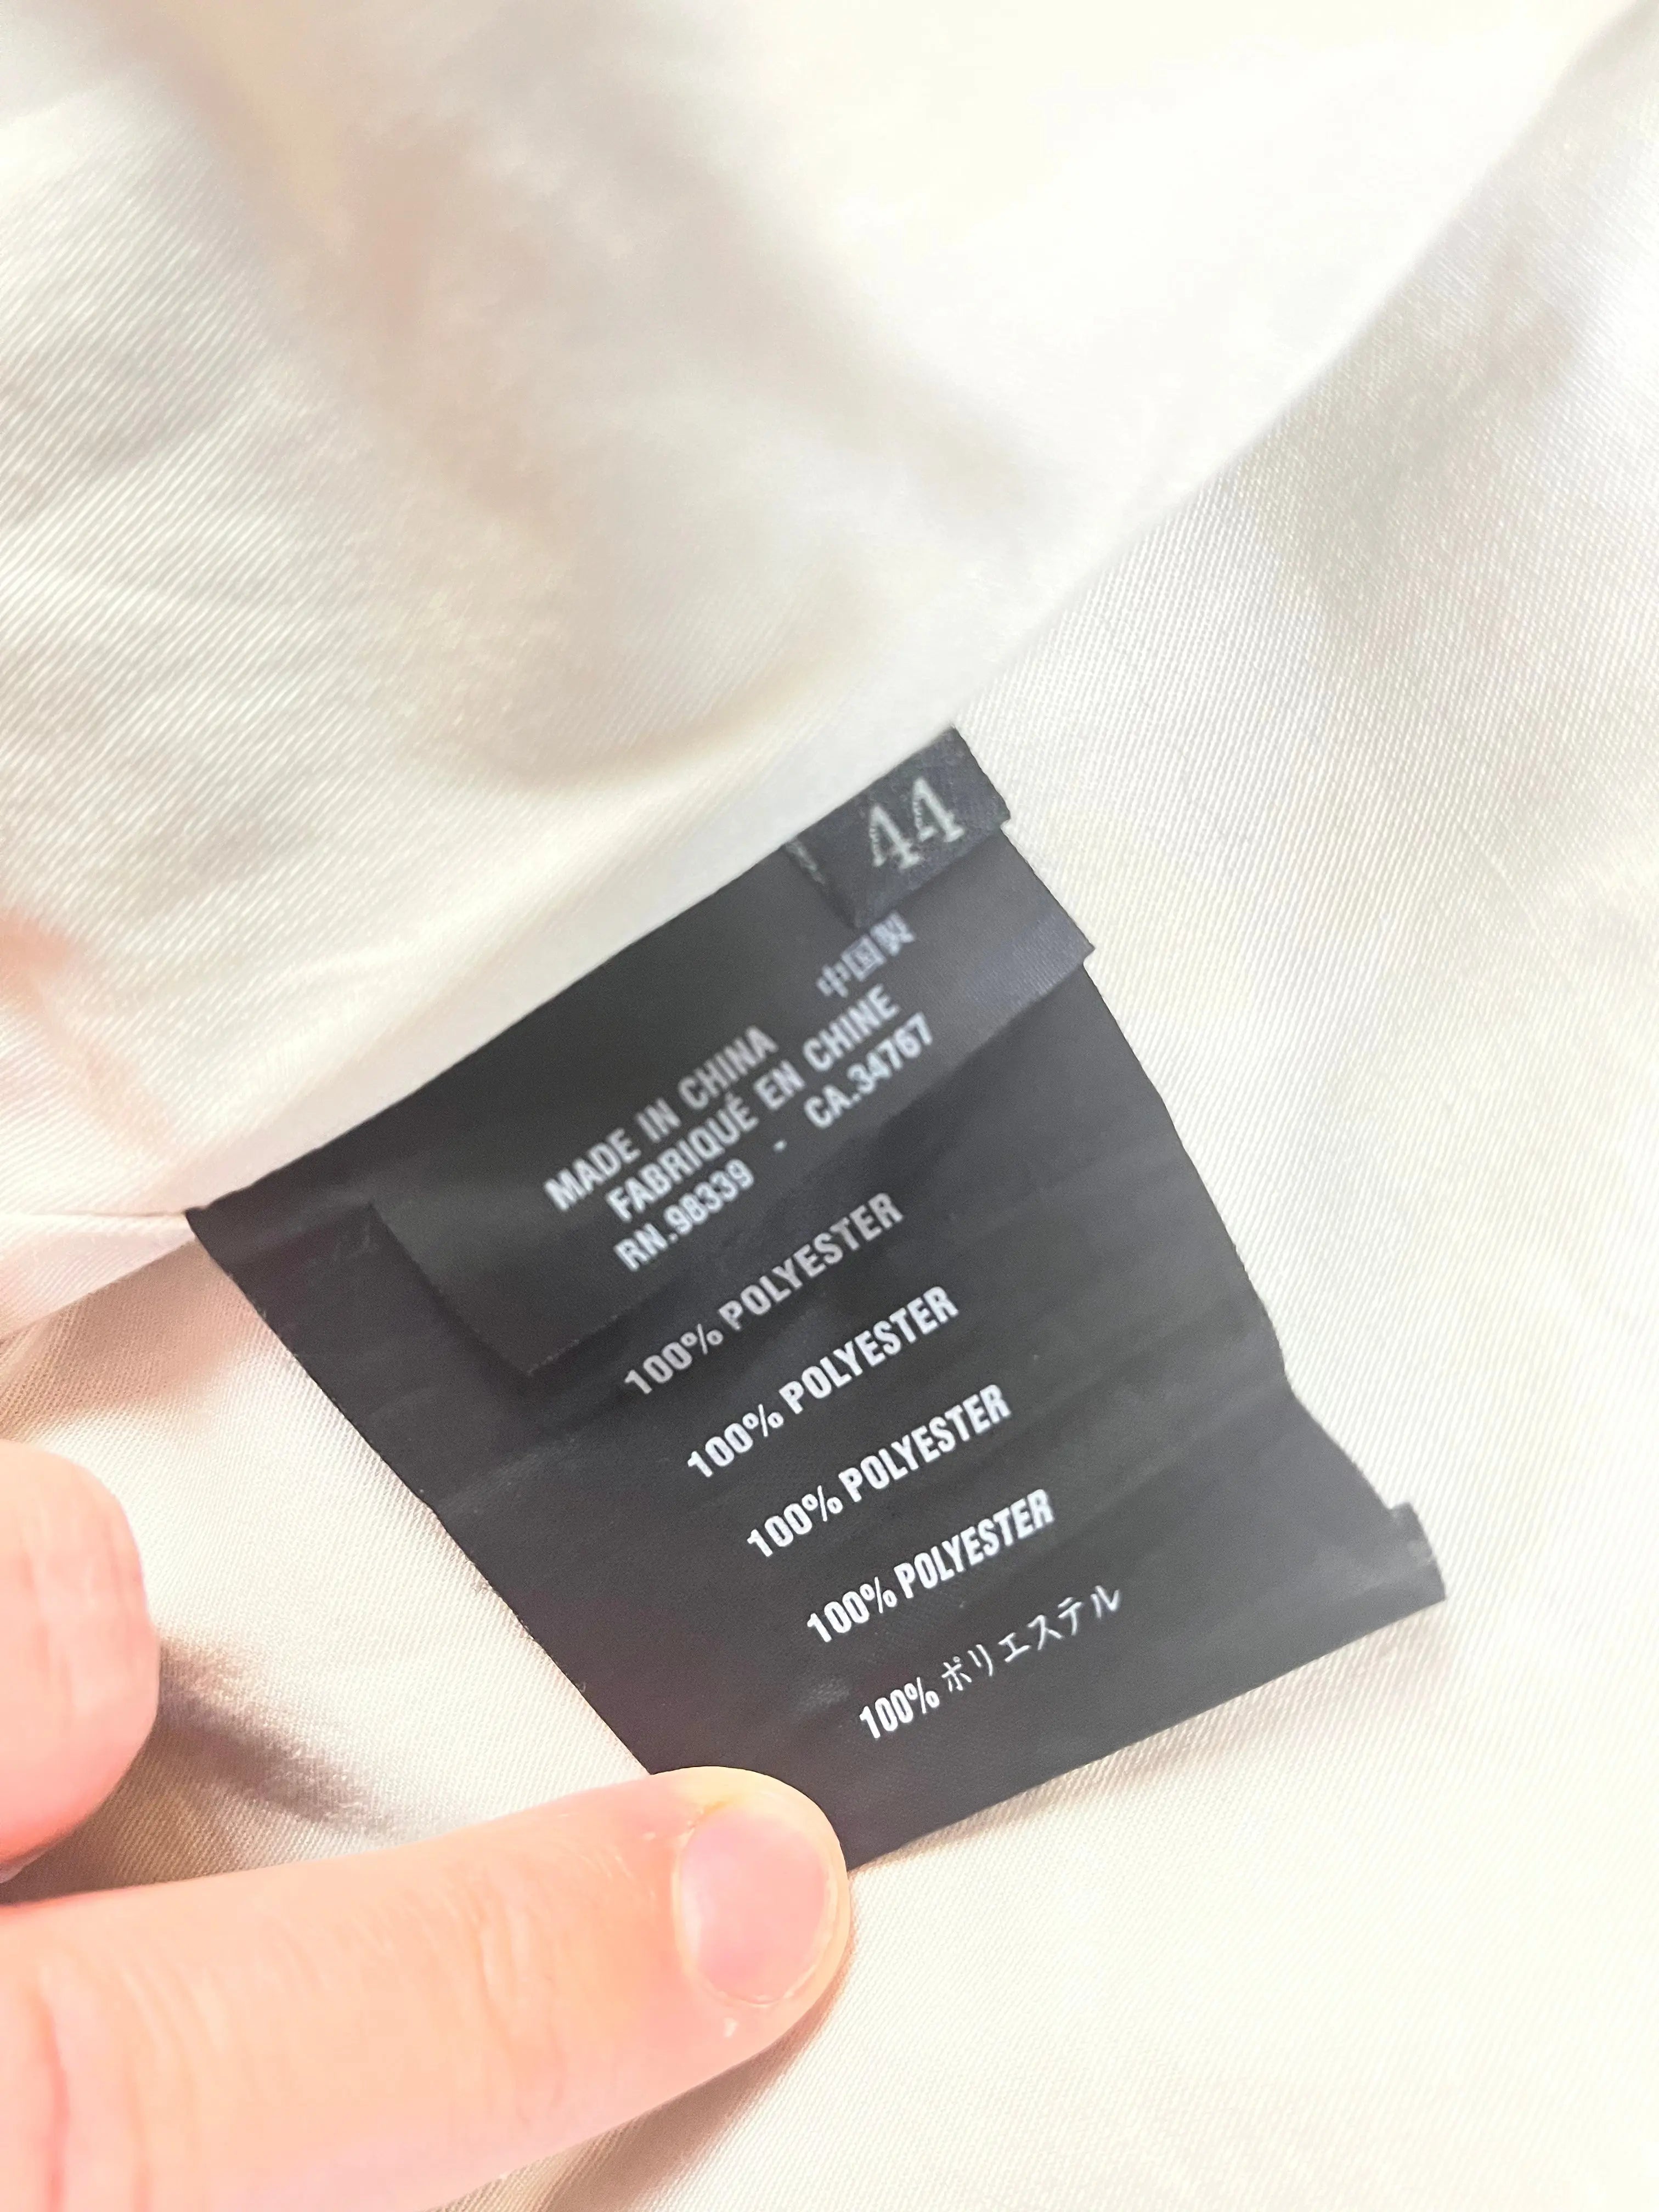 44
MADE IN CHINA 中国製
FABRIQUÉ EN CHINE
RN.98339 - CA.34767
100% POLYESTER
100% POLYESTER
100% POLYESTER
100% POLYESTER
100% ポリエステル